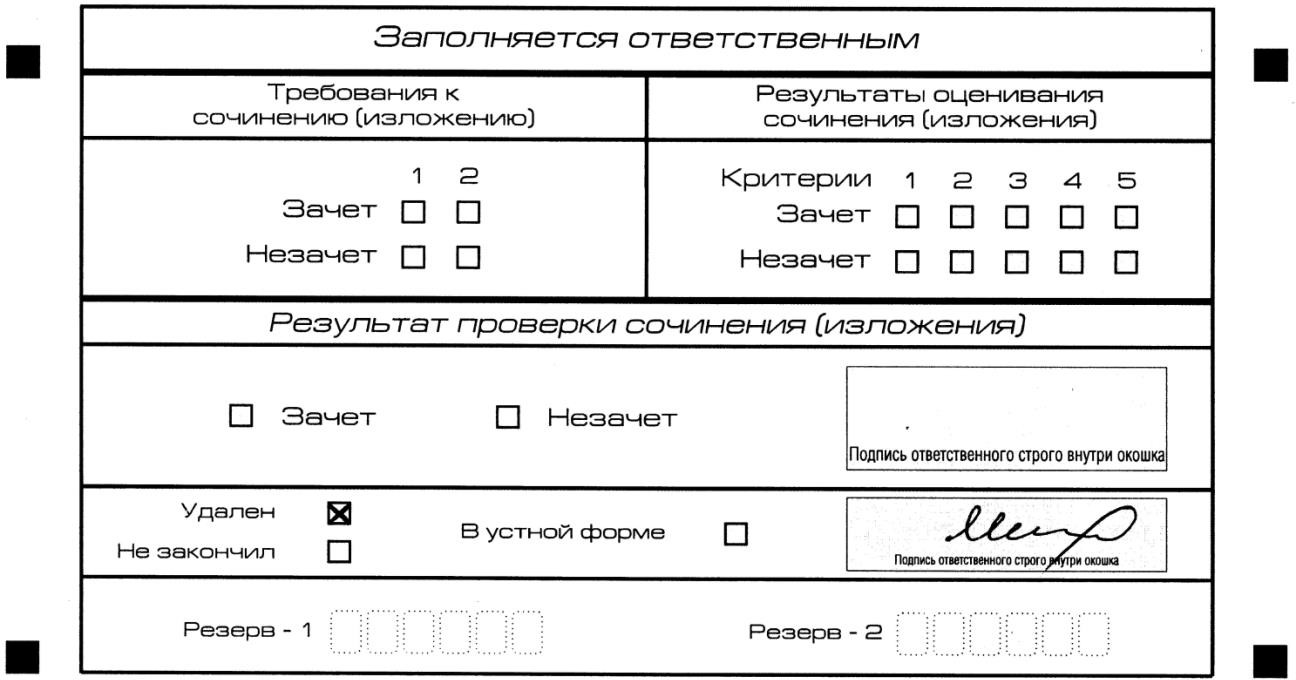 Заполняется ответственным
Требования к
сочинению (изложению)
Результаты оценивания
сочинения (изложения)
1 2
Зачет
Незачет
Критерии 1 2 3 4 5
Зачет
Незачет
Результат проверки сочинения (изложения)
Зачет
Незачет
Подпись ответственного строго внутри окошка
Удален
Не закончил
В устной форме
Подпись ответственного строго внутри окошка
Резерв - 1
Резерв - 2